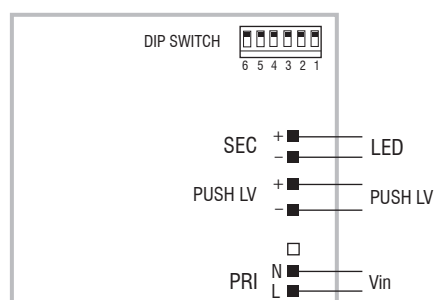 DIP SWITCH
6 5 4 3 2 1
SEC + LED
−
PUSH LV + PUSH LV
−
PRI N Vin
L